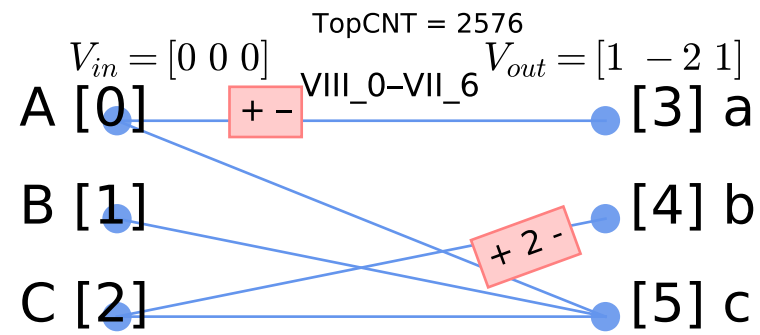 TopCNT = 2576
V_in = [0 0 0]
V_out = [1 −2 1]
VIII_0–VII_6
A [0]
+ −
[3] a
B [1]
[4] b
+ 2 -
C [2]
[5] c